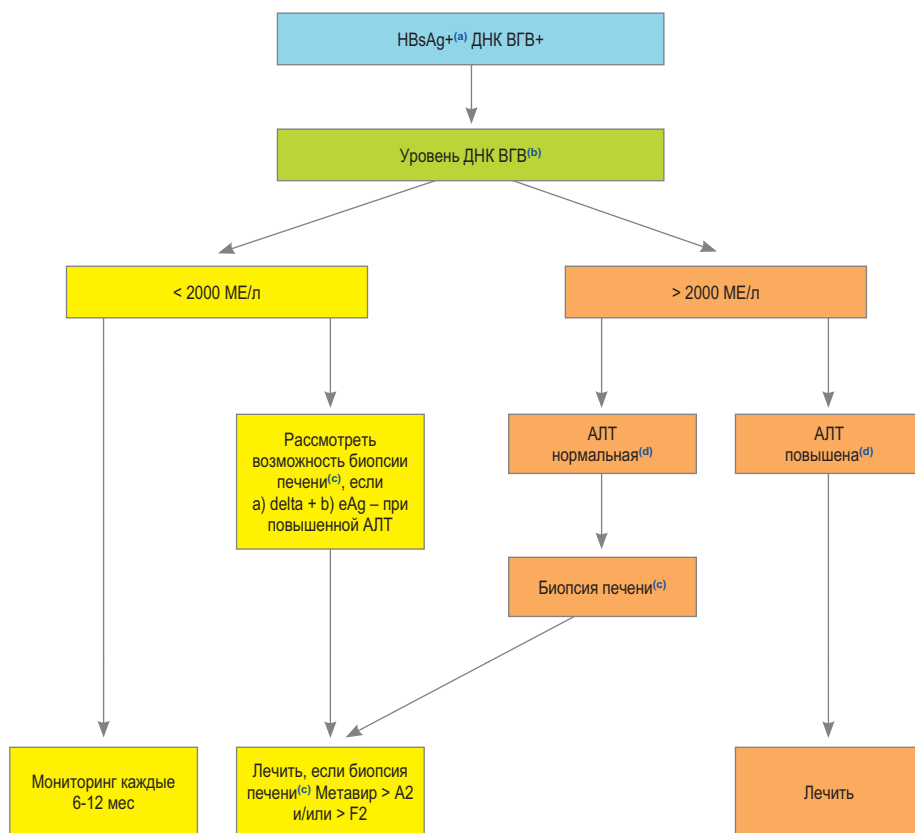 HBsAg+(a) ДНК ВГВ+
Уровень ДНК ВГВ(b)
< 2000 МЕ/л
> 2000 МЕ/л
Рассмотреть
возможность биопсии
печени(c), если
a) delta + b) eAg – при
повышенной АЛТ
АЛТ
нормальная(d)
АЛТ
повышена(d)
Биопсия печени(c)
Мониторинг каждые
6-12 мес
Лечить, если биопсия
печени(c) Метавир > A2
и/или > F2
Лечить